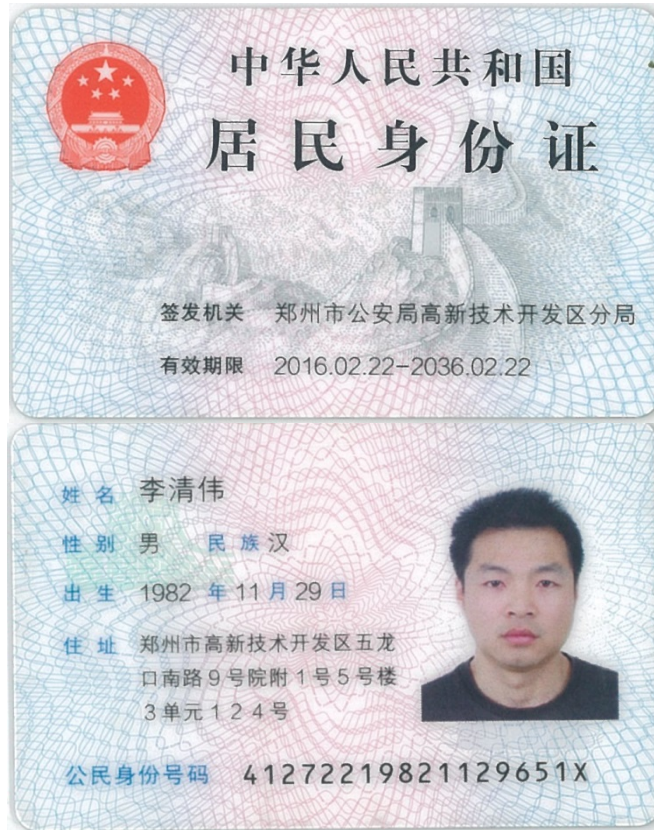 中华人民共和国
居民身份证
签发机关 郑州市公安局高新技术开发区分局
有效期限 2016.02.22-2036.02.22
姓名 李清伟
性别 男 民族 汉
出生 1982 年 11 月 29 日
住址 郑州市高新技术开发区五龙
口南路9号院附1号5号楼
3单元124号
公民身份号码 41272219821129651X